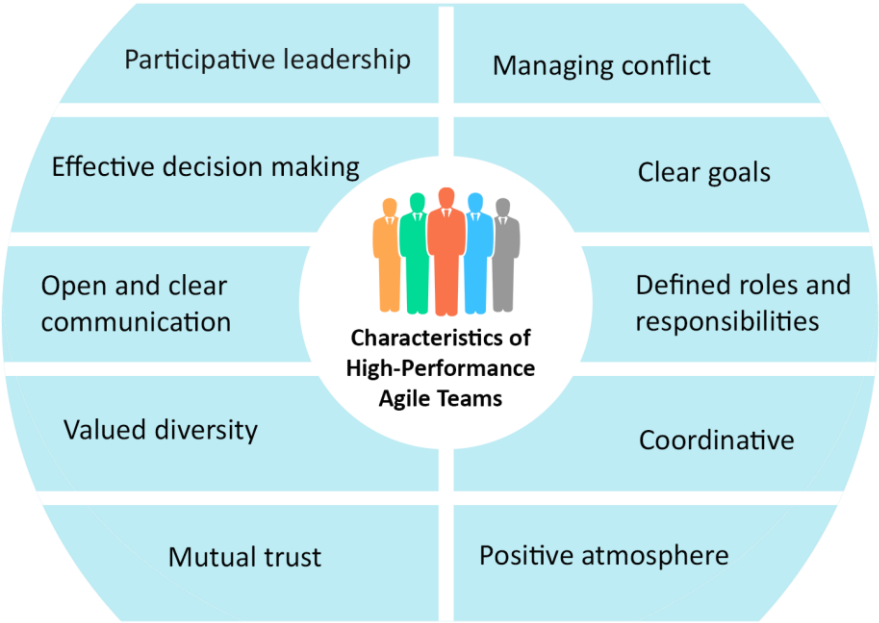 Participative leadership
Managing conflict
Effective decision making
Clear goals
Open and clear
communication
Defined roles and
responsibilities
Characteristics of
High-Performance
Agile Teams
Valued diversity
Coordinative
Mutual trust
Positive atmosphere